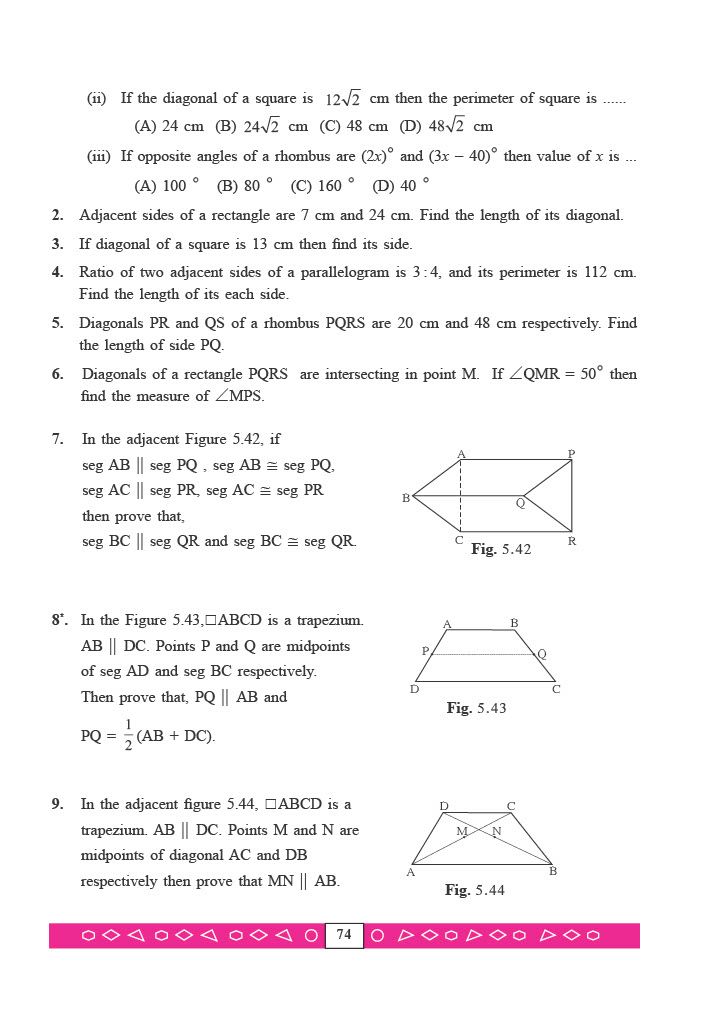 (ii) If the diagonal of a square is 12√2 cm then the perimeter of square is ......
(A) 24 cm (B) 24√2 cm (C) 48 cm (D) 48√2 cm
(iii) If opposite angles of a rhombus are (2x)° and (3x − 40)° then value of x is ...
(A) 100 ° (B) 80 ° (C) 160 ° (D) 40 °
2. Adjacent sides of a rectangle are 7 cm and 24 cm. Find the length of its diagonal.
3. If diagonal of a square is 13 cm then find its side.
4. Ratio of two adjacent sides of a parallelogram is 3 : 4, and its perimeter is 112 cm.
Find the length of its each side.
5. Diagonals PR and QS of a rhombus PQRS are 20 cm and 48 cm respectively. Find
the length of side PQ.
6. Diagonals of a rectangle PQRS are intersecting in point M. If ∠QMR = 50° then
find the measure of ∠MPS.
7. In the adjacent Figure 5.42, if
seg AB || seg PQ , seg AB ≅ seg PQ,
seg AC || seg PR, seg AC ≅ seg PR
then prove that,
seg BC || seg QR and seg BC ≅ seg QR.
A P
B Q
C R
Fig. 5.42
8*. In the Figure 5.43,□ABCD is a trapezium.
AB || DC. Points P and Q are midpoints
of seg AD and seg BC respectively.
Then prove that, PQ || AB and
PQ = 1/2 (AB + DC).
A B
P Q
D C
Fig. 5.43
9. In the adjacent figure 5.44, □ABCD is a
trapezium. AB || DC. Points M and N are
midpoints of diagonal AC and DB
respectively then prove that MN || AB.
D C
M N
A B
Fig. 5.44
74